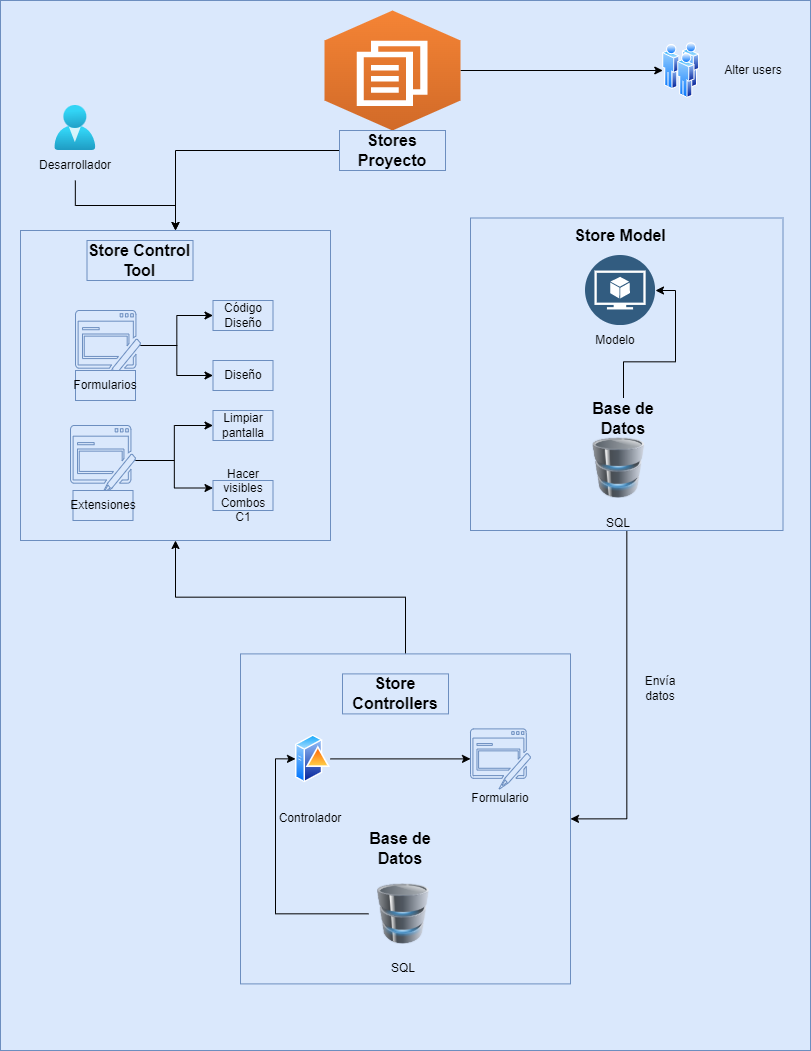 Alter users
Stores
Proyecto
Desarrollador
Store Control
Tool
Código
Diseño
Formularios
Diseño
Limpiar
pantalla
Extensiones
Hacer
visibles
Combos
C1
Store Model
Modelo
Base de
Datos
SQL
Envía
datos
Store
Controllers
Controlador
Formulario
Base de
Datos
SQL